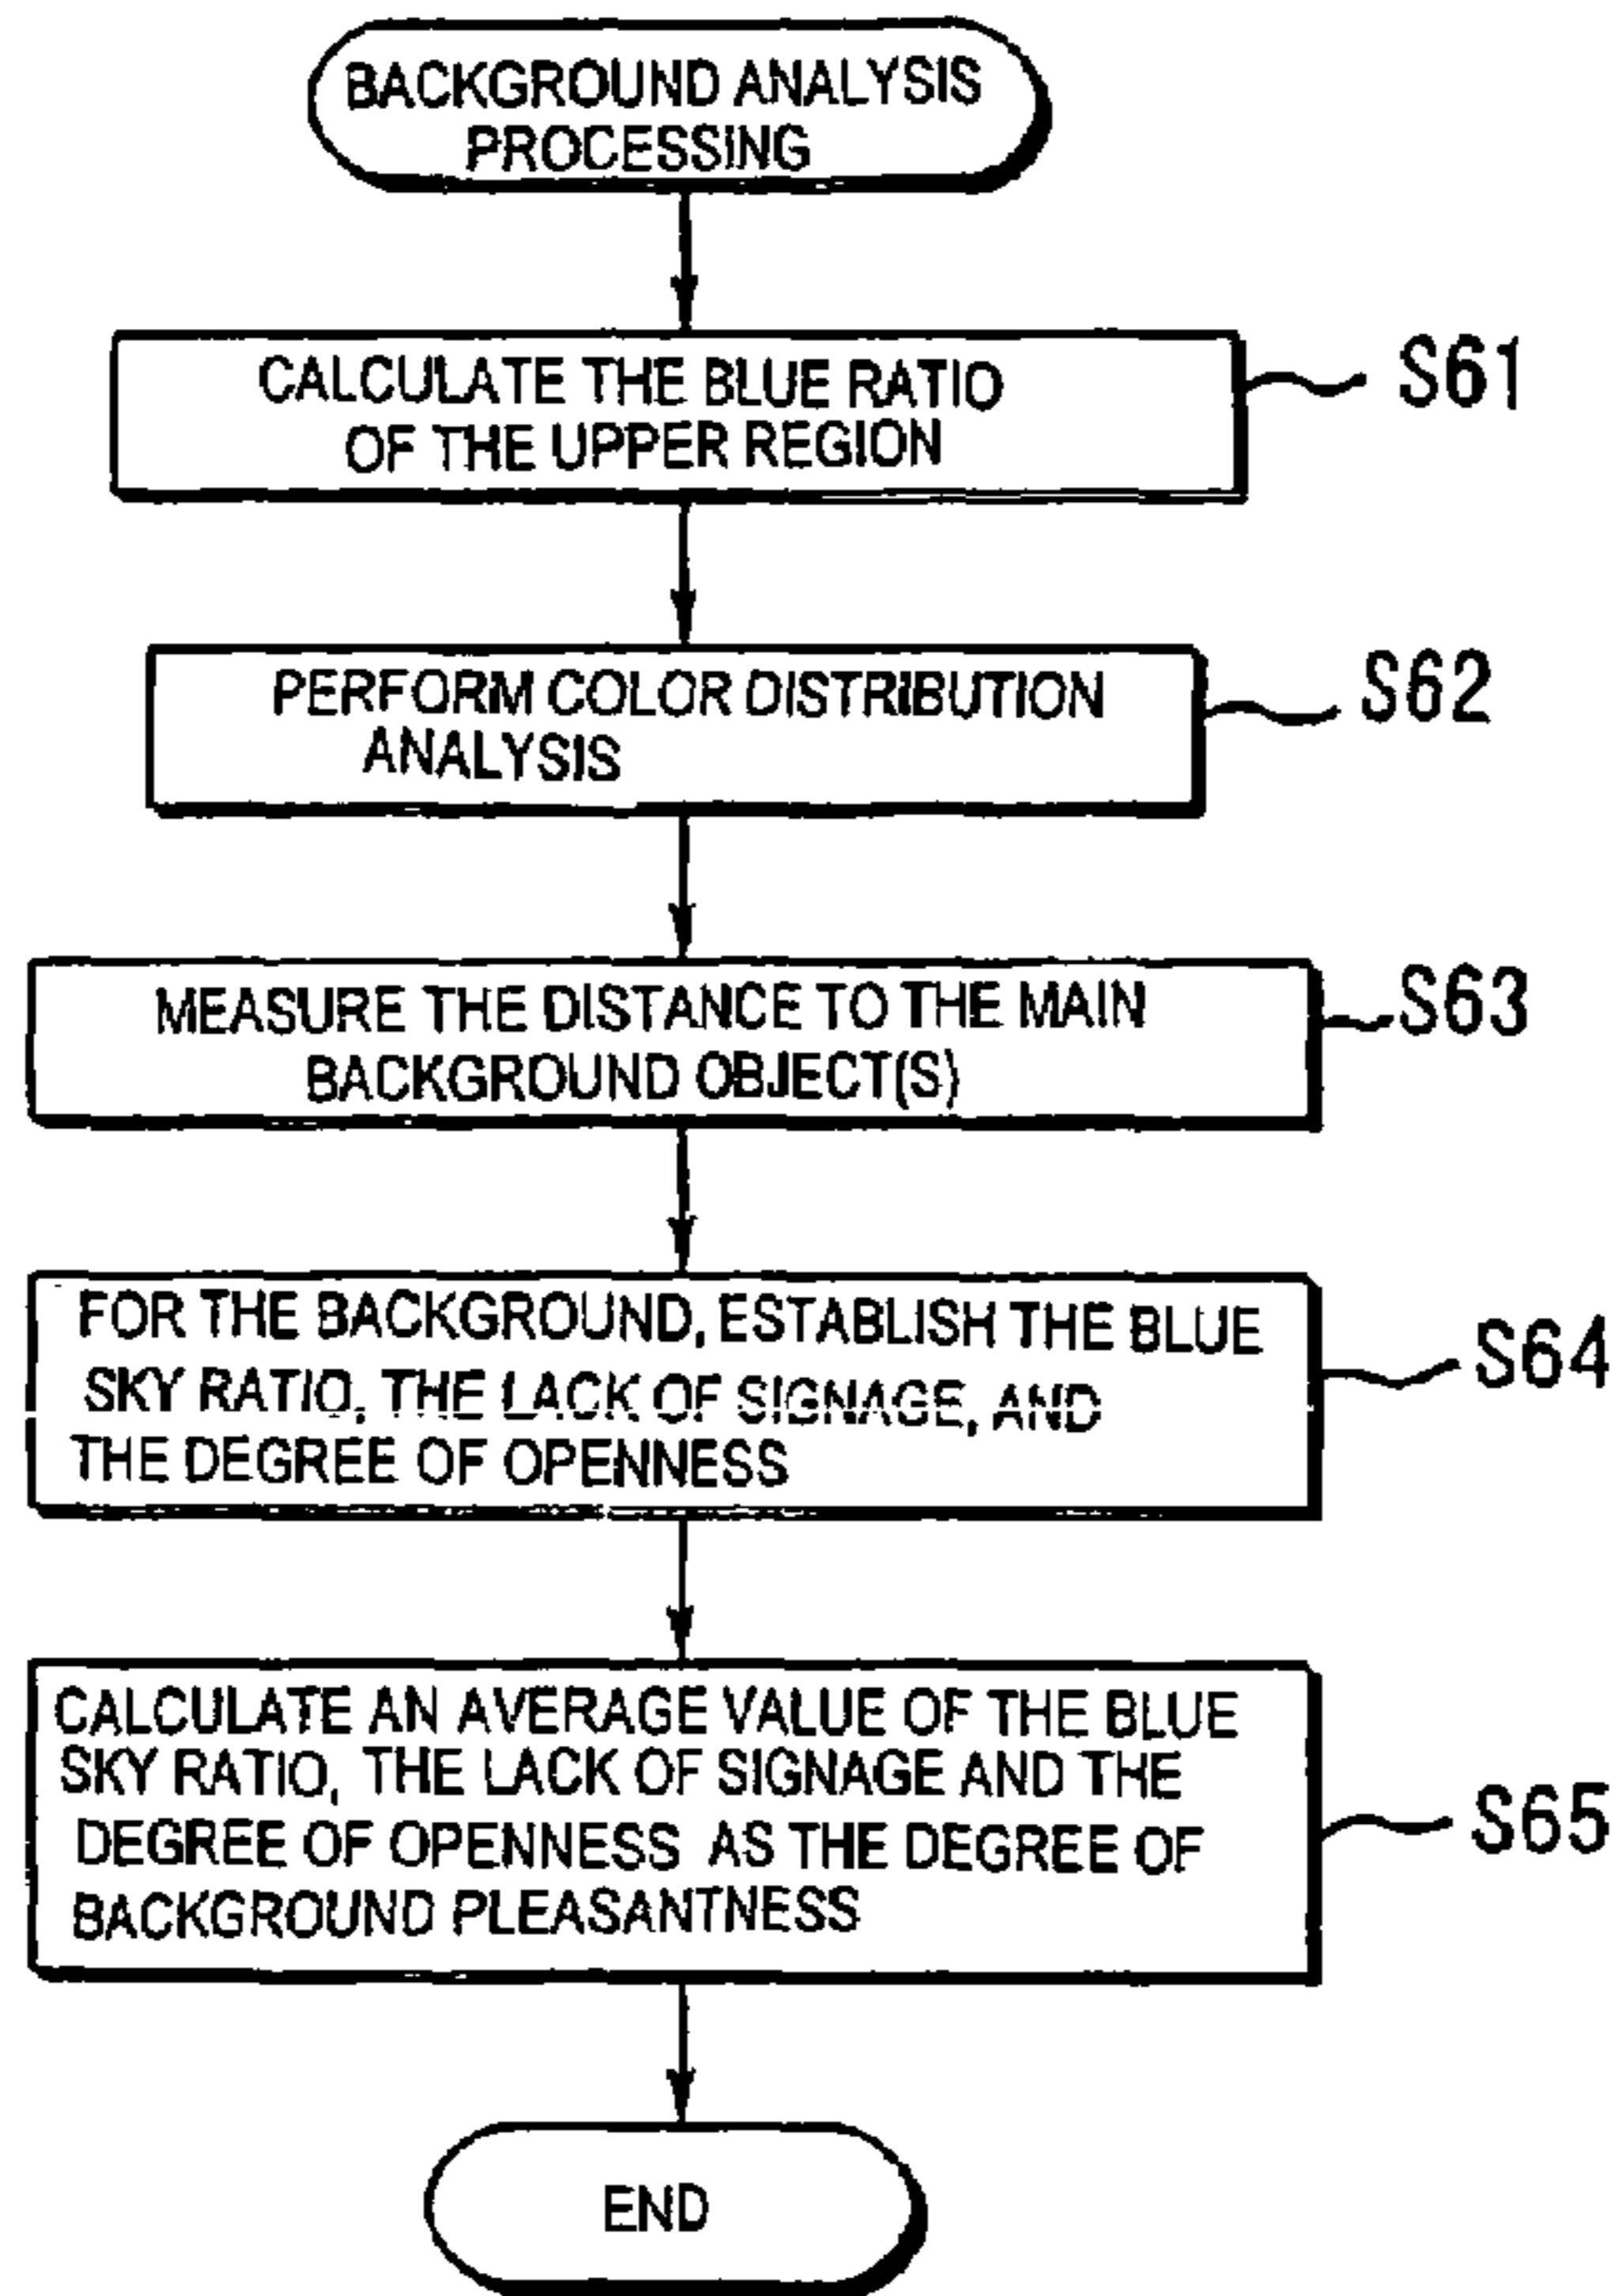 BACKGROUND ANALYSIS
PROCESSING
CALCULATE THE BLUE RATIO
OF THE UPPER REGION
S61
PERFORM COLOR DISTRIBUTION
ANALYSIS
S62
MEASURE THE DISTANCE TO THE MAIN
BACKGROUND OBJECT(S)
S63
FOR THE BACKGROUND, ESTABLISH THE BLUE
SKY RATIO, THE LACK OF SIGNAGE, AND
THE DEGREE OF OPENNESS
S64
CALCULATE AN AVERAGE VALUE OF THE BLUE
SKY RATIO, THE LACK OF SIGNAGE AND THE
DEGREE OF OPENNESS AS THE DEGREE OF
BACKGROUND PLEASANTNESS
S65
END